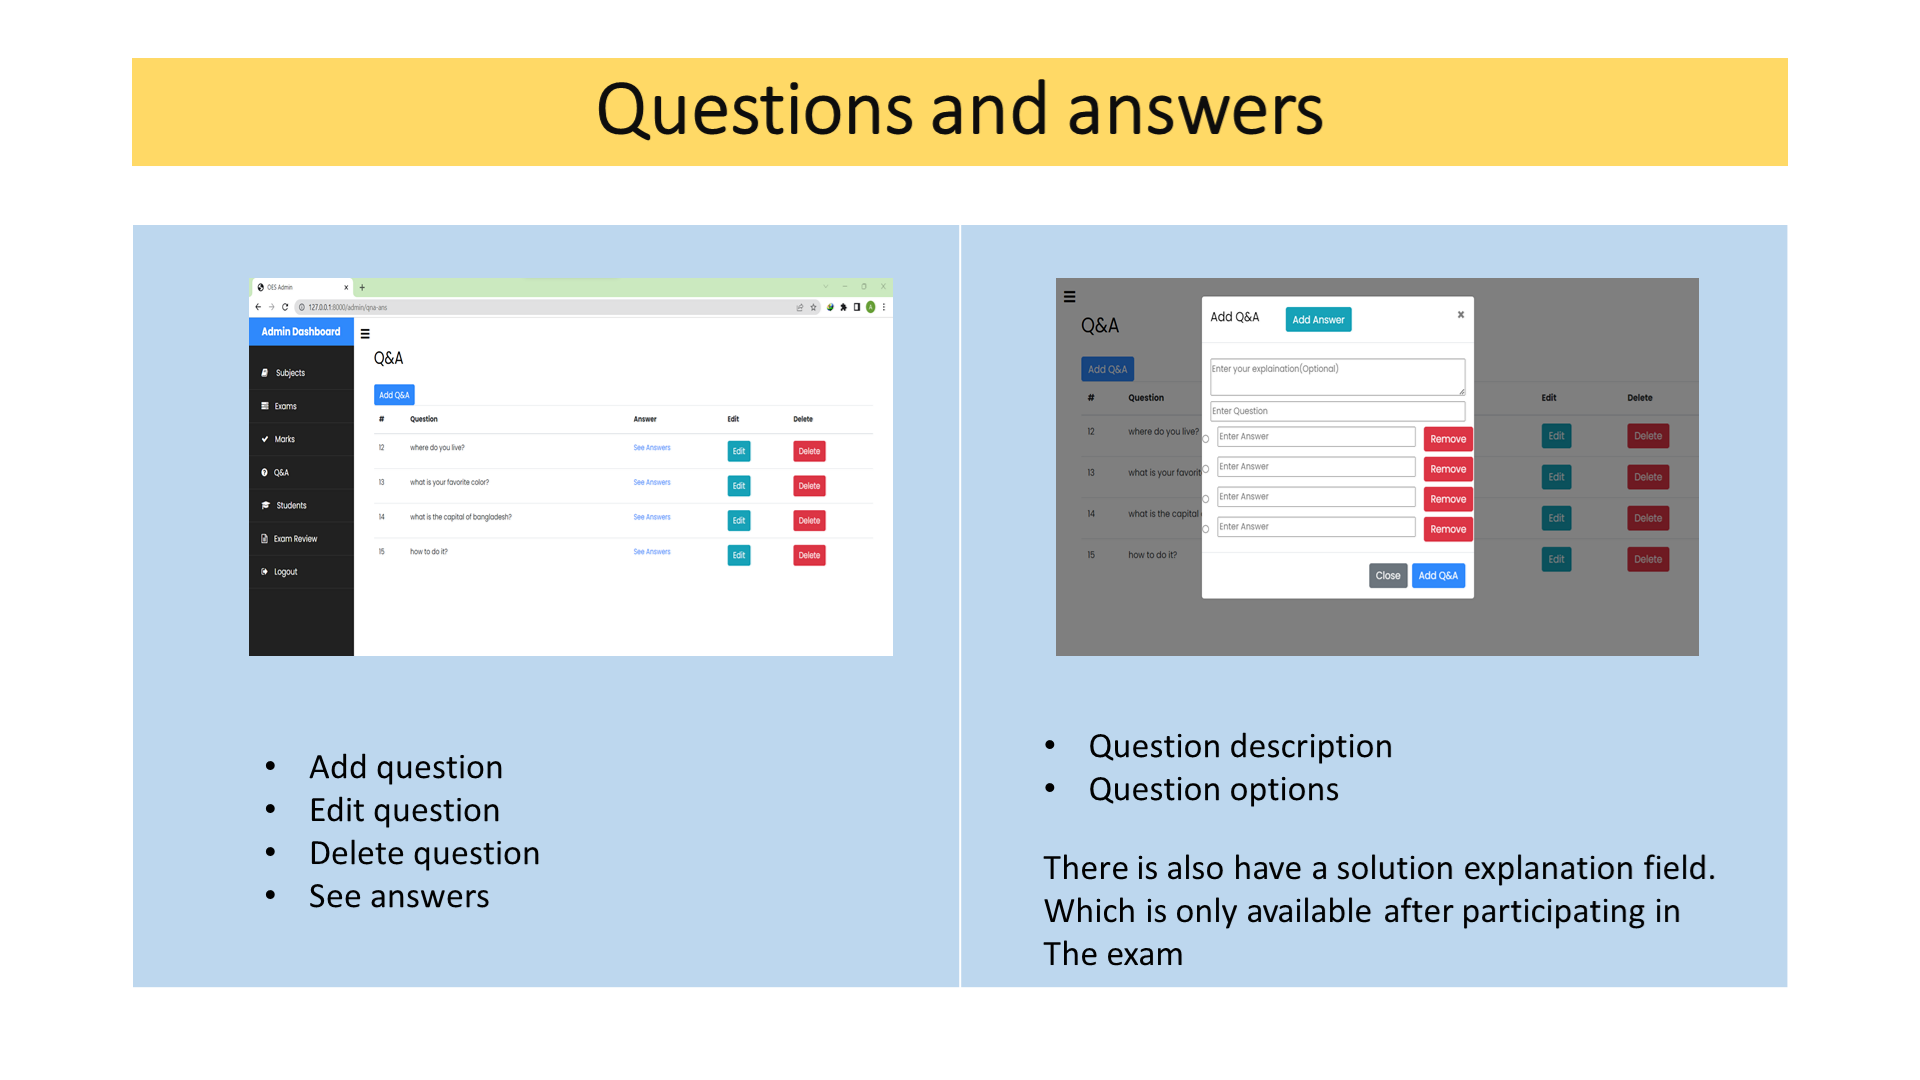 Questions and answers
OES Admin
127.0.0.1:8000/admin/qna-ans
Admin Dashboard
Subjects
Exams
Marks
Q&A
Students
Exam Review
Logout
Q&A
Add Q&A
# Question Answer Edit Delete
12 where do you live? See Answers Edit Delete
13 what is your favorite color? See Answers Edit Delete
14 what is the capital of bangladesh? See Answers Edit Delete
15 how to do it? See Answers Edit Delete
• Add question
• Edit question
• Delete question
• See answers
Q&A
Add Q&A
# Question Edit Delete
12 where do you live? Edit Delete
13 what is your favorit Edit Delete
14 what is the capital Edit Delete
15 how to do it? Edit Delete
Add Q&A Add Answer ×
Enter your explaination(Optional)
Enter Question
Enter Answer Remove
Enter Answer Remove
Enter Answer Remove
Enter Answer Remove
Close Add Q&A
• Question description
• Question options
There is also have a solution explanation field.
Which is only available after participating in
The exam